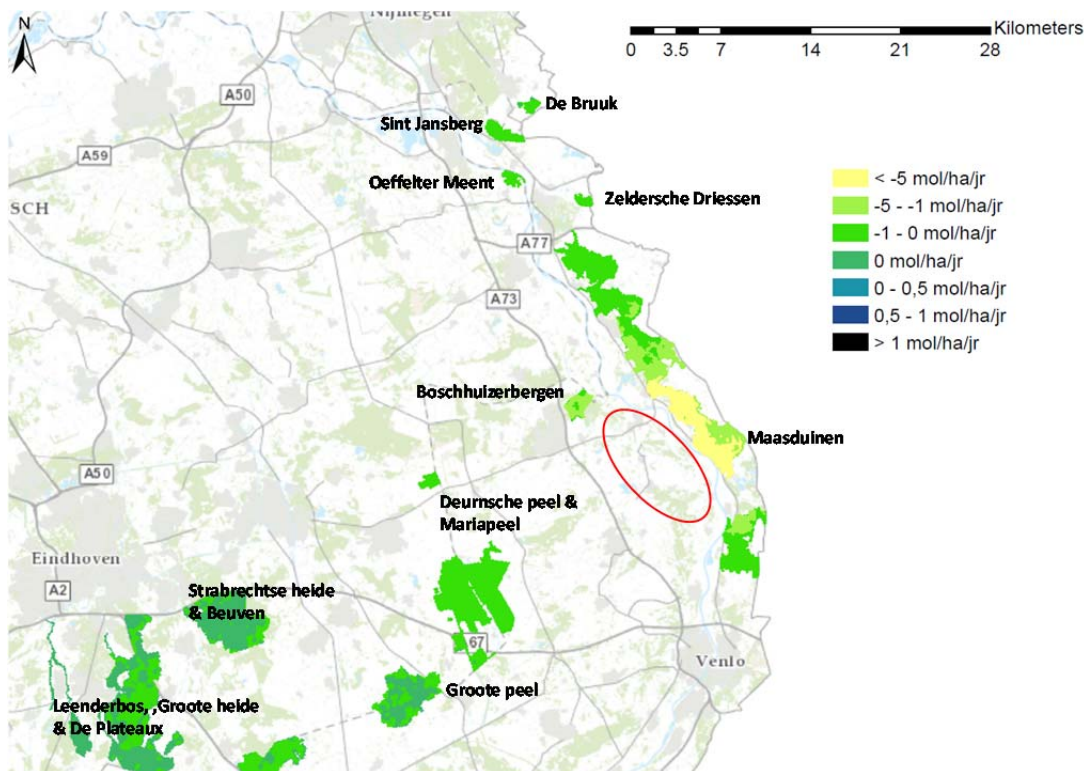 N
Nijmegen
Kilometers
0 3.5 7 14 21 28
A50
De Bruuk
Sint Jansberg
A59
Oeffelter Meent
Zeldersche Driessen
SCH
A77
A73
< -5 mol/ha/jr
-5 - -1 mol/ha/jr
-1 - 0 mol/ha/jr
0 mol/ha/jr
0 - 0,5 mol/ha/jr
0,5 - 1 mol/ha/jr
> 1 mol/ha/jr
Boschhuizerbergen
Maasduinen
A50
Deurnsche peel &
Mariapeel
Eindhoven
A2
Strabrechtse heide
& Beuven
67
Venlo
Groote peel
Leenderbos, ,Groote heide
& De Plateaux